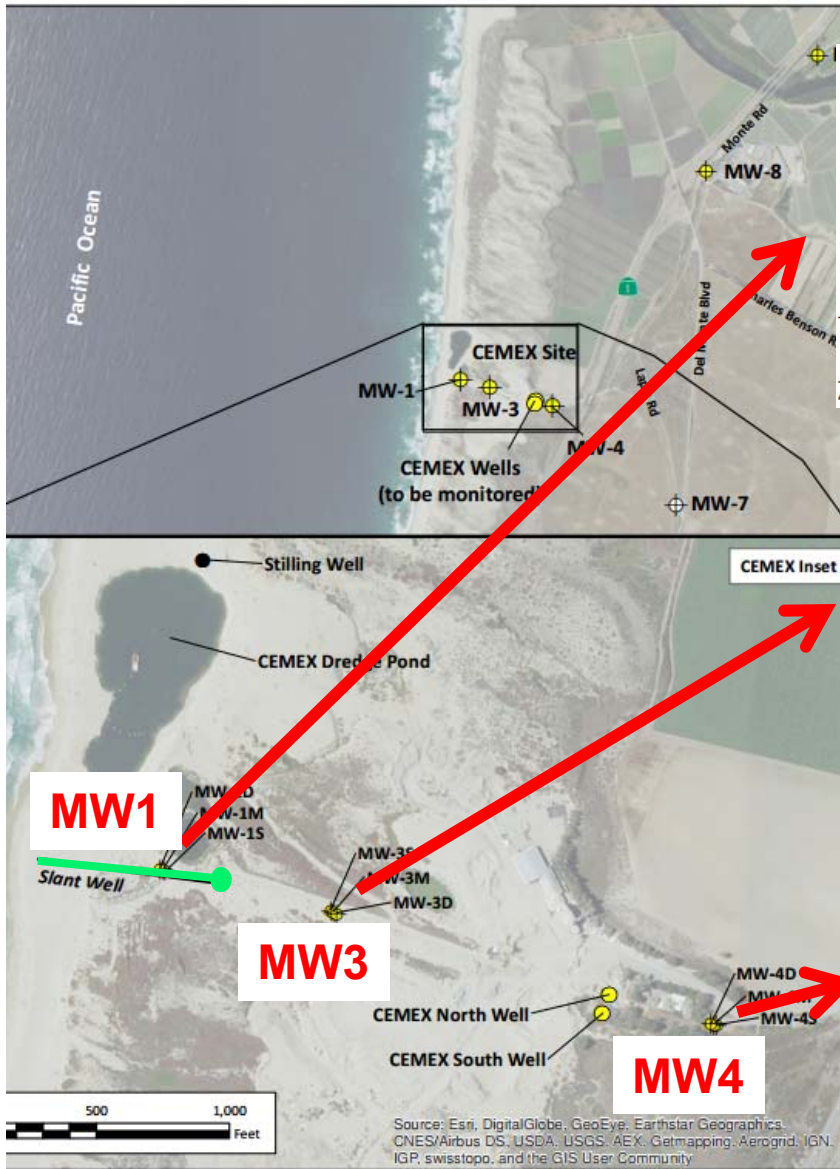 Monte Rd
MW-8
Pacific Ocean
1
Del Monte Blvd
CEMEX Site
MW-1
MW-3
MW-4
CEMEX Wells
(to be monitored)
MW-7
Stilling Well
CEMEX Inset
CEMEX Dredge Pond
MW1
MW-1M
MW-1S
Slant Well
MW-3M
MW-3D
MW3
MW-4D
MW-4S
CEMEX North Well
CEMEX South Well
MW4
500
1,000
Feet
Source: Esri, DigitalGlobe, GeoEye, Earthstar Geographics,
CNES/Airbus DS, USDA, USGS, AEX, Getmapping, Aerogrid, IGN,
IGP, swisstopo, and the GIS User Community